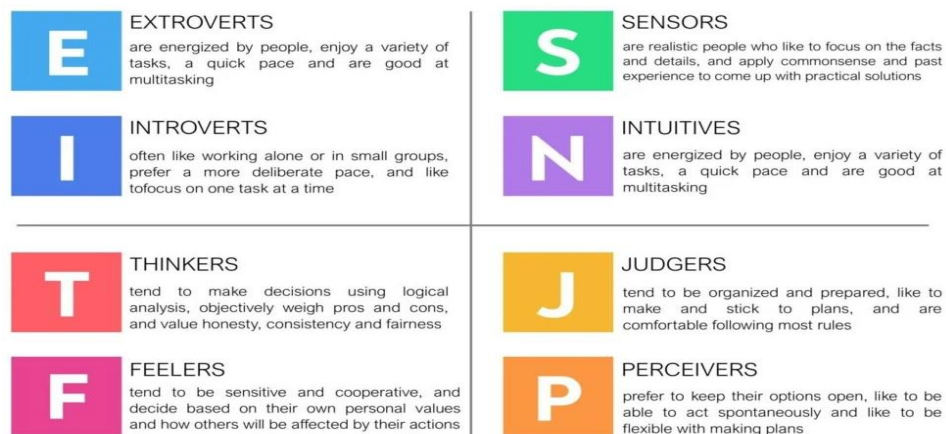 E
EXTROVERTS
are energized by people, enjoy a variety of
tasks, a quick pace and are good at
multitasking
I
INTROVERTS
often like working alone or in small groups,
prefer a more deliberate pace, and like
tofocus on one task at a time
S
SENSORS
are realistic people who like to focus on the facts
and details, and apply commonsense and past
experience to come up with practical solutions
N
INTUITIVES
are energized by people, enjoy a variety of
tasks, a quick pace and are good at
multitasking
T
THINKERS
tend to make decisions using logical
analysis, objectively weigh pros and cons,
and value honesty, consistency and fairness
F
FEELERS
tend to be sensitive and cooperative, and
decide based on their own personal values
and how others will be affected by their actions
J
JUDGERS
tend to be organized and prepared, like to
make and stick to plans, and are
comfortable following most rules
P
PERCEIVERS
prefer to keep their options open, like to be
able to act spontaneously and like to be
flexible with making plans